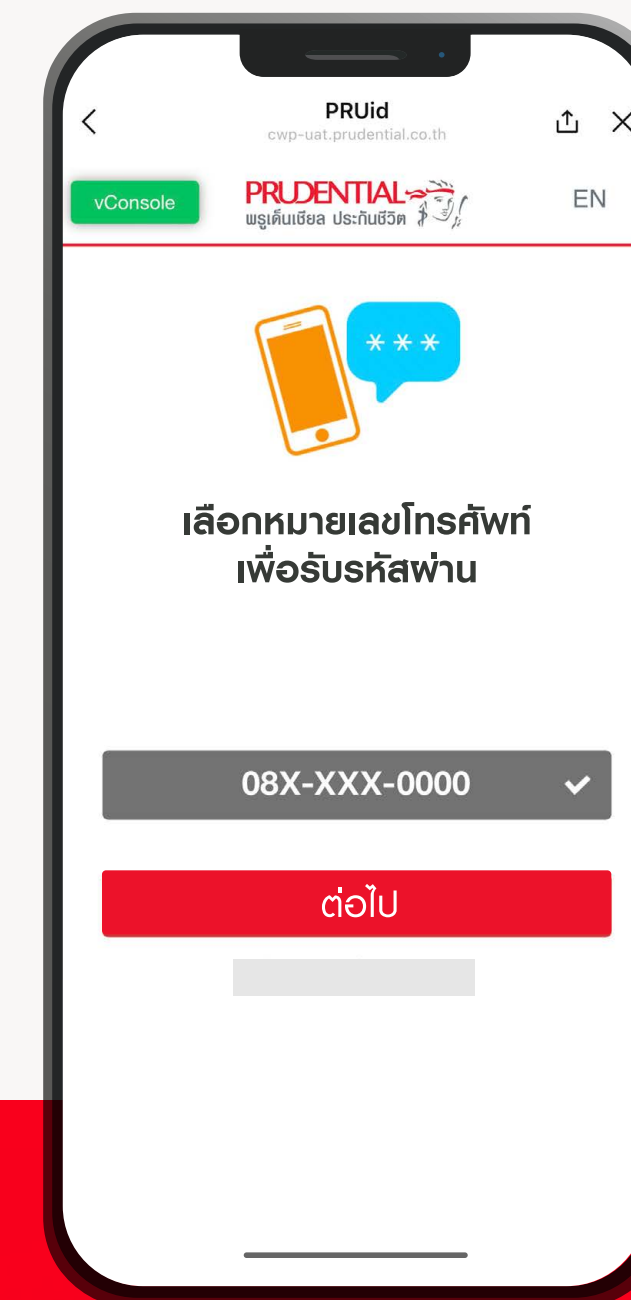 PRUid
cwp-uat.prudential.co.th
vConsole
PRUDENTIAL
พรูเด็นเชียล ประกันชีวิต
EN
***
เลือกหมายเลขโทรศัพท์
เพื่อรับรหัสผ่าน
08X-XXX-0000
ต่อไป